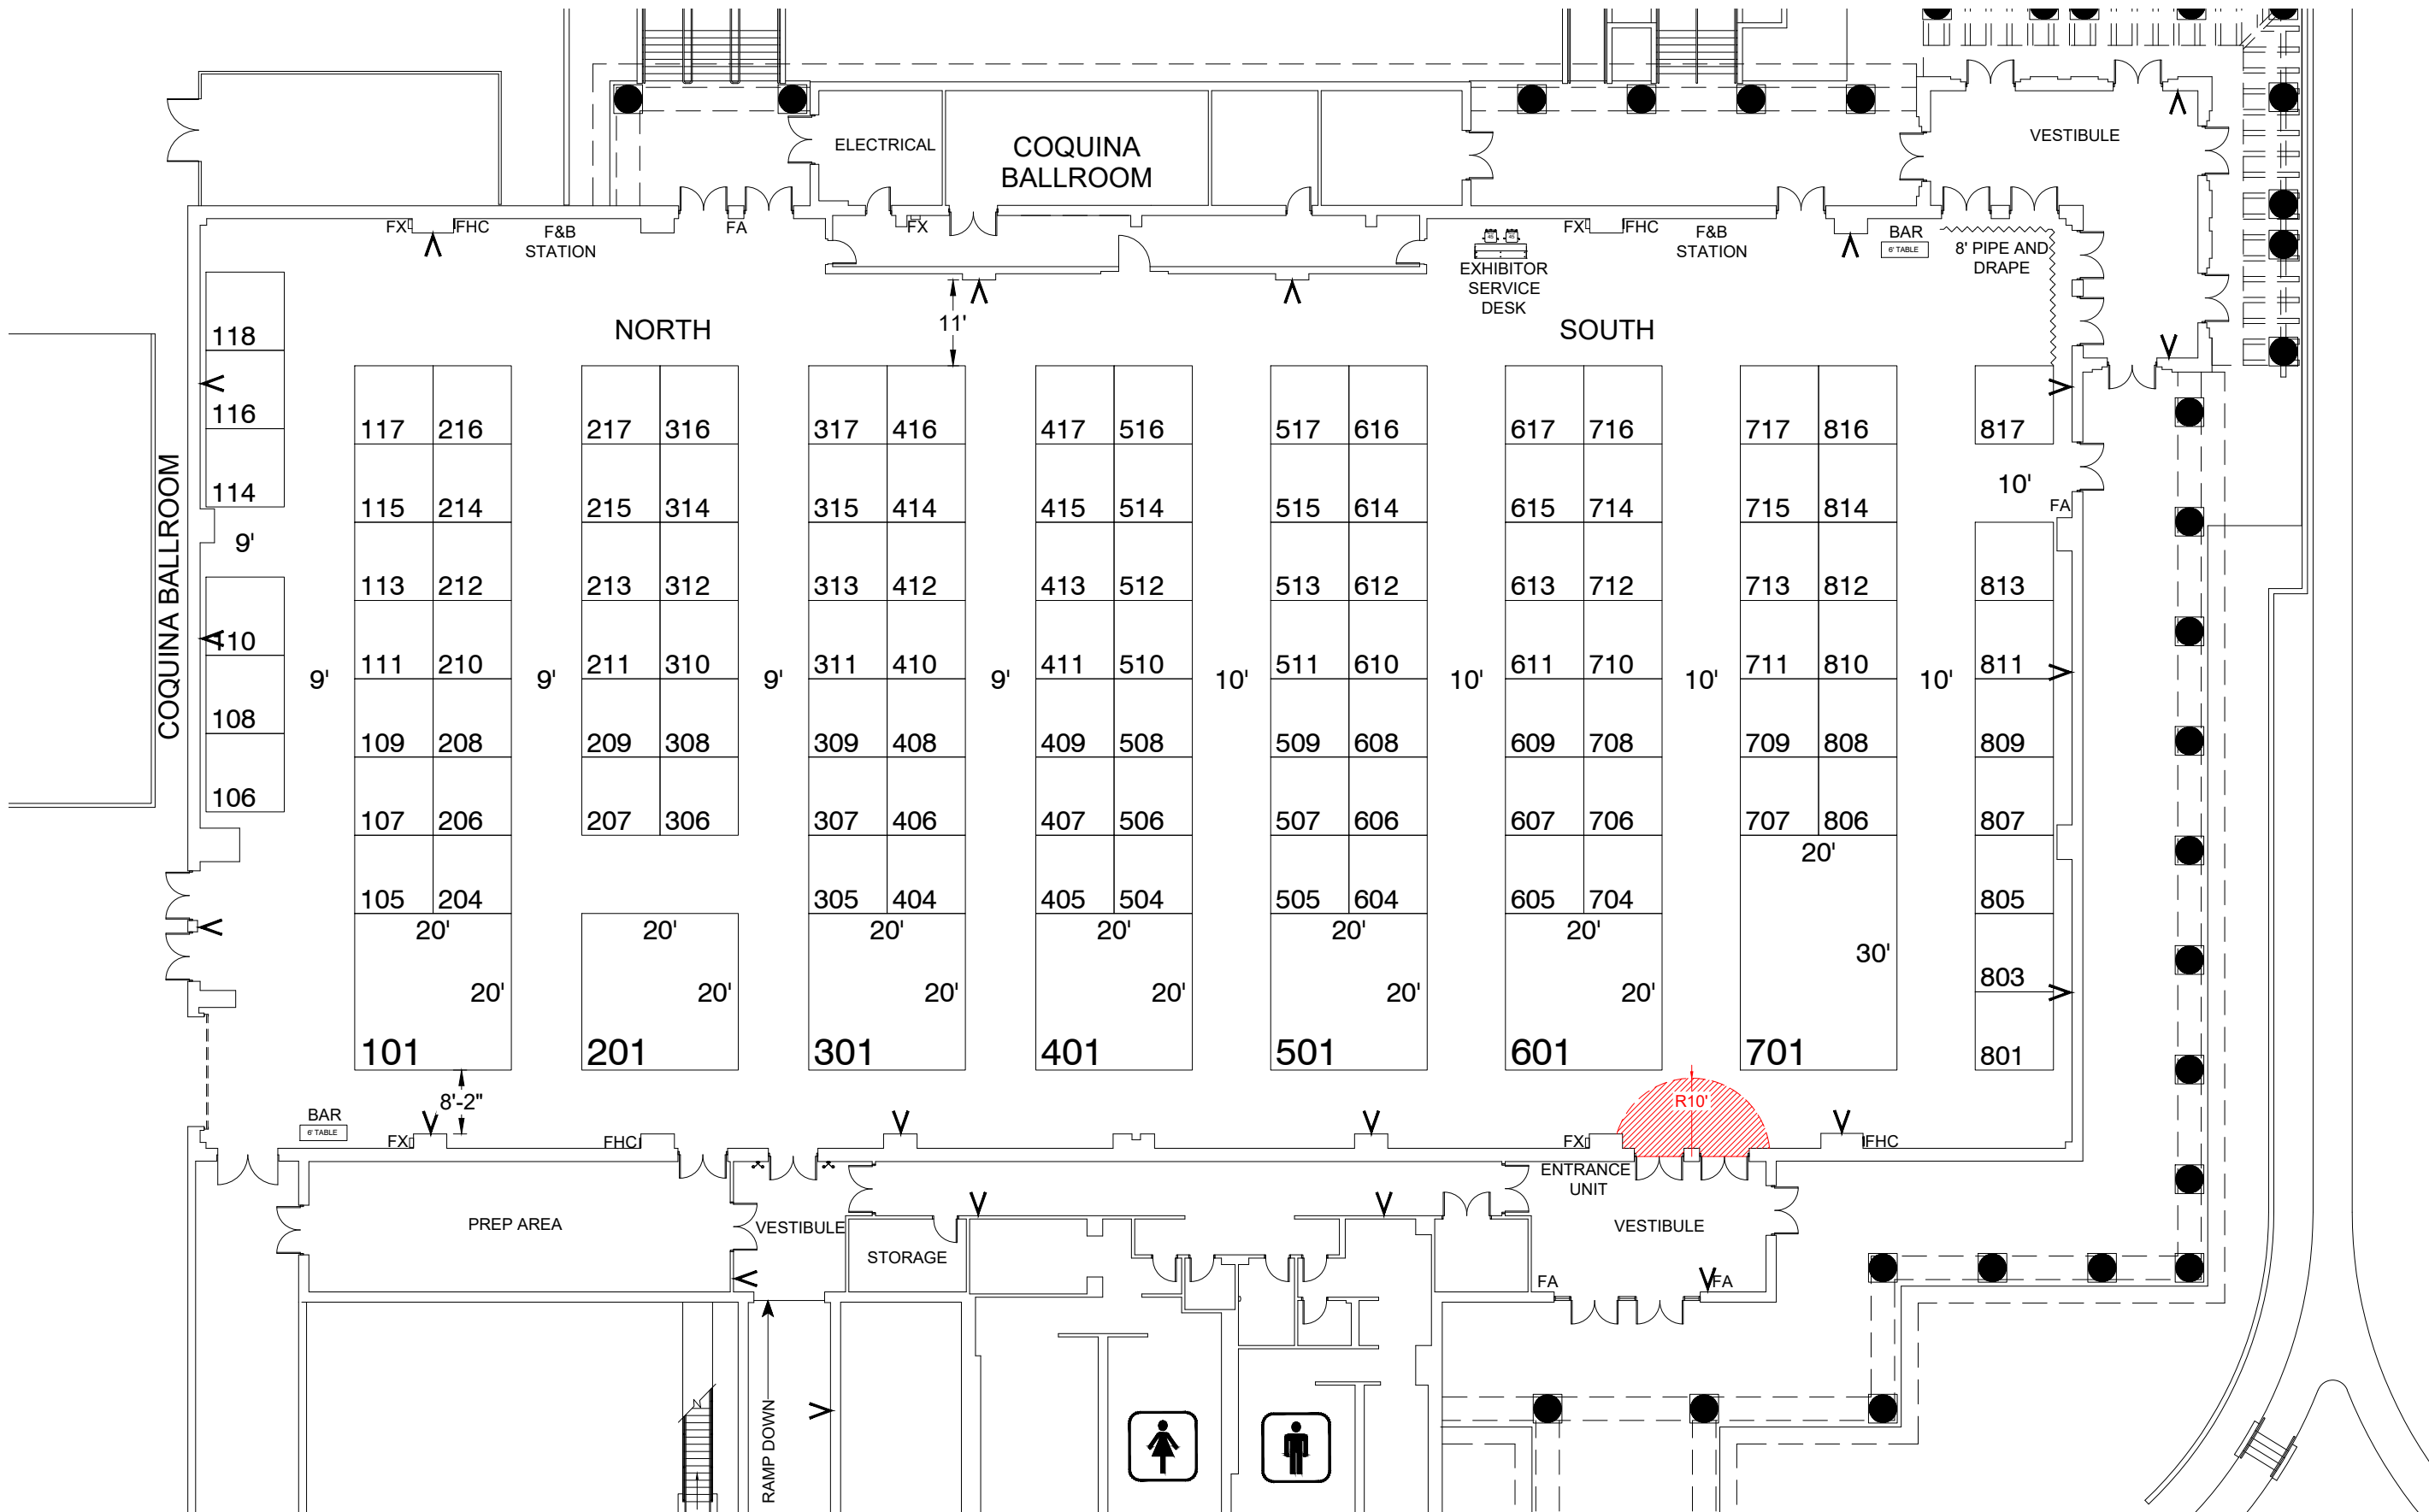 ELECTRICAL
COQUINA
BALLROOM
VESTIBULE
FX
FHC
F&B
STATION
FA
FX
FX
FHC
F&B
STATION
BAR
6' TABLE
8' PIPE AND
DRAPE
EXHIBITOR
SERVICE
DESK
NORTH
11'
SOUTH
COQUINA BALLROOM
118
116
114
9'
110
108
106
117 216 217 316 317 416 417 516 517 616 617 716 717 816 817
10'
FA
115 214 215 314 315 414 415 514 515 614 615 714 715 814
113 212 213 312 313 412 413 512 513 612 613 712 713 812 813
111 210 211 310 311 410 411 510 511 610 611 710 711 810 811
9' 9' 9' 9' 10' 10' 10' 10'
109 208 209 308 309 408 409 508 509 608 609 708 709 808 809
107 206 207 306 307 406 407 506 507 606 607 706 707 806 807
20'
105 204 305 404 405 504 505 604 605 704 805
20' 20' 20' 20' 20' 20'
30'
803
20' 20' 20' 20' 20' 20'
101 201 301 401 501 601 701 801
8'-2"
R10'
BAR
6' TABLE
FX
FHC
FX
FHC
ENTRANCE
UNIT
PREP AREA
VESTIBULE
VESTIBULE
STORAGE
FA
FA
RAMP DOWN